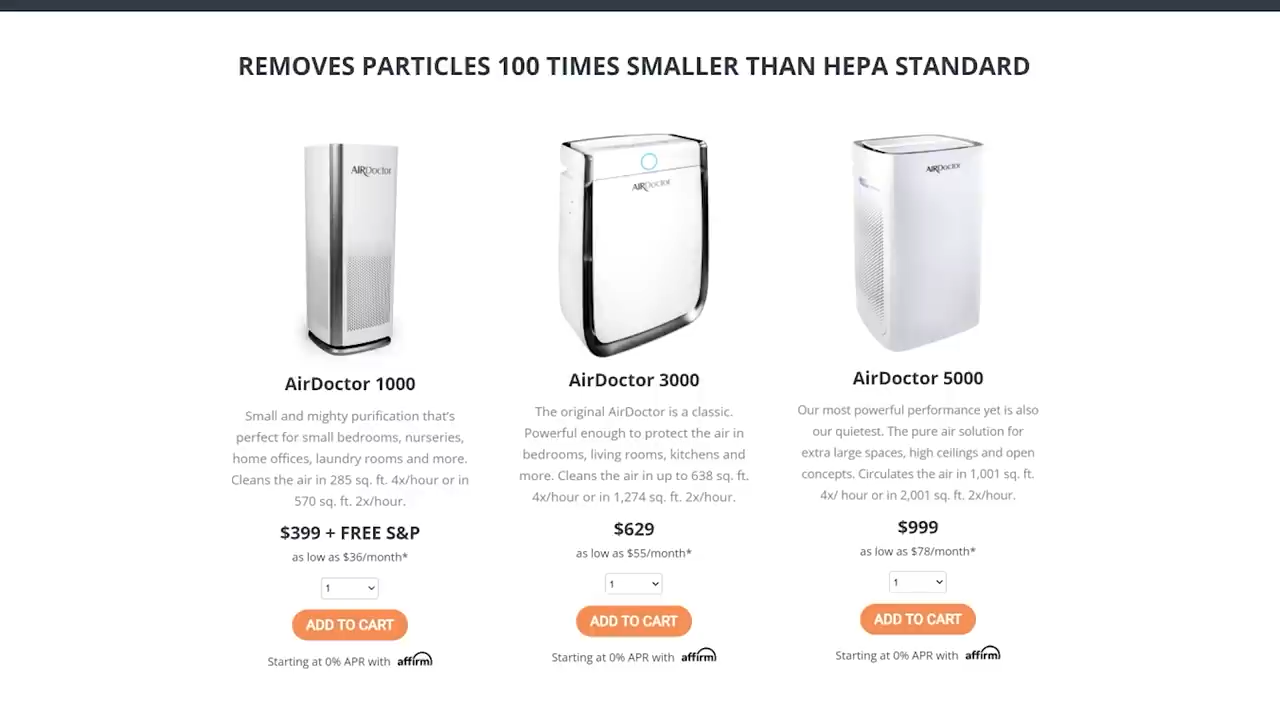 REMOVES PARTICLES 100 TIMES SMALLER THAN HEPA STANDARD
AIRDOCTOR
AirDoctor 1000
Small and mighty purification that's
perfect for small bedrooms, nurseries,
home offices, laundry rooms and more.
Cleans the air in 285 sq. ft. 4x/hour or in
570 sq. ft. 2x/hour.
$399 + FREE S&P
as low as $36/month*
1
ADD TO CART
Starting at 0% APR with affirm
AIRDOCTOR
AirDoctor 3000
The original AirDoctor is a classic.
Powerful enough to protect the air in
bedrooms, living rooms, kitchens and
more. Cleans the air in up to 638 sq. ft.
4x/hour or in 1,274 sq. ft. 2x/hour.
$629
as low as $55/month*
1
ADD TO CART
Starting at 0% APR with affirm
AIRDOCTOR
AirDoctor 5000
Our most powerful performance yet is also
our quietest. The pure air solution for
extra large spaces, high ceilings and open
concepts. Circulates the air in 1,001 sq. ft.
4x/ hour or in 2,001 sq. ft. 2x/hour.
$999
as low as $78/month*
1
ADD TO CART
Starting at 0% APR with affirm